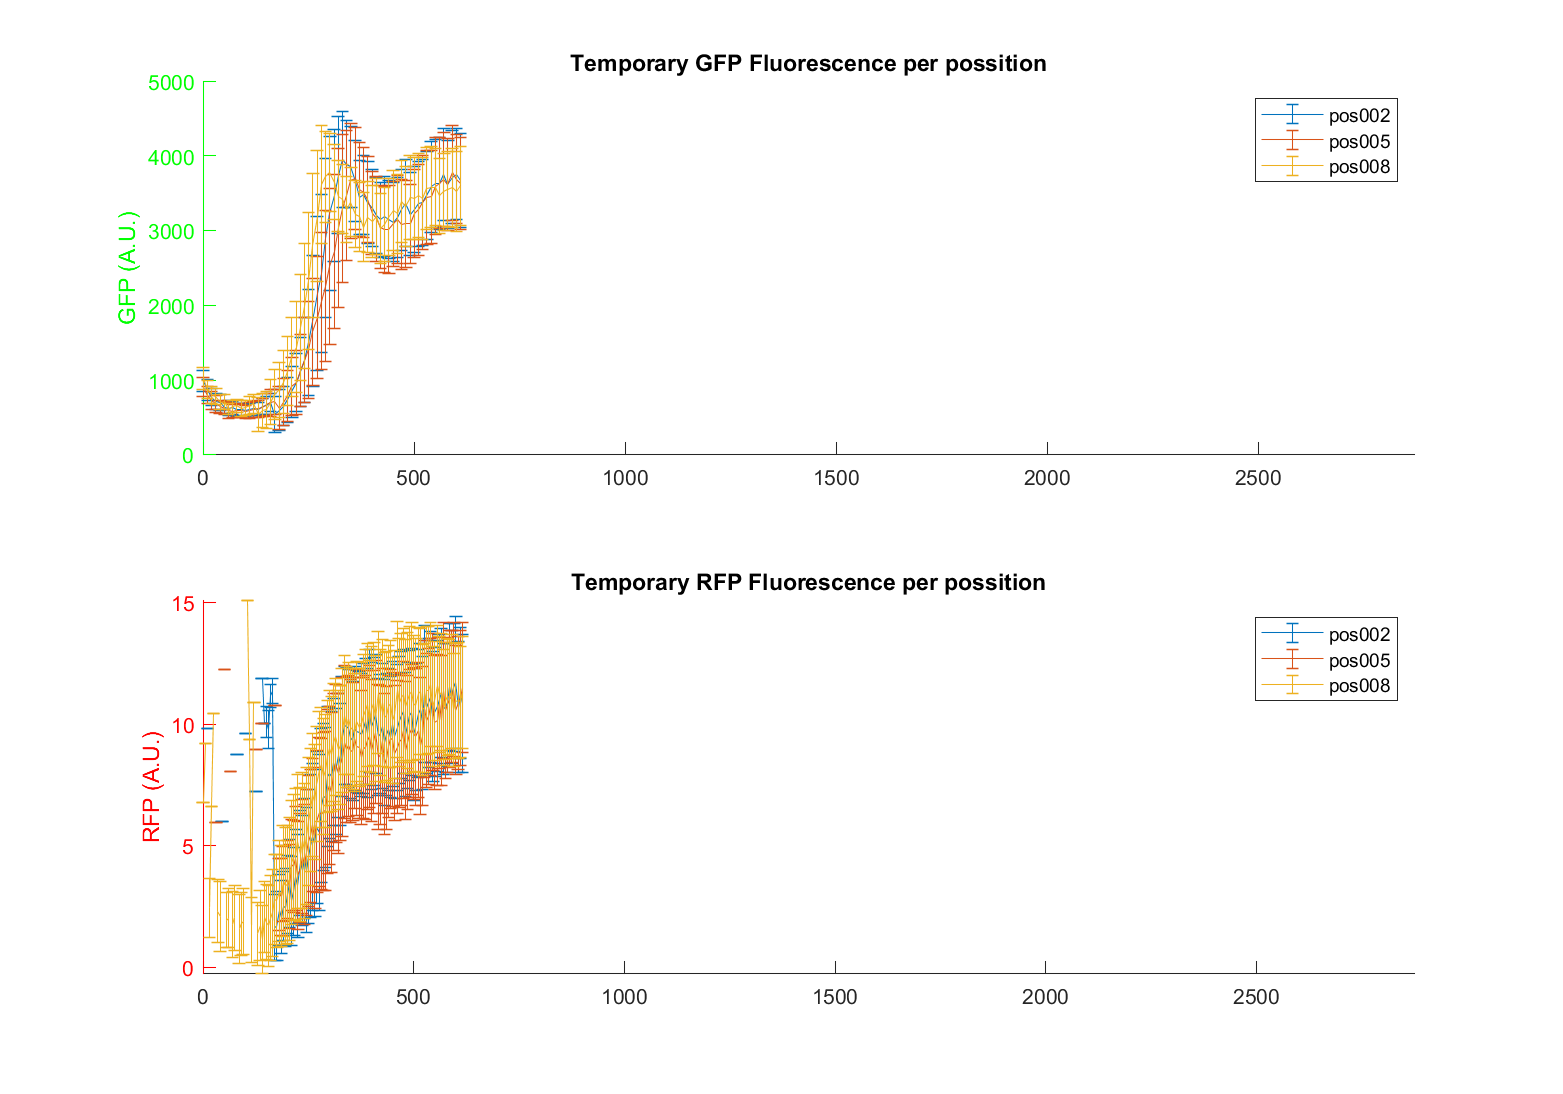 Temporary GFP Fluorescence per possition
5000
4000
3000
2000
1000
0
GFP (A.U.)
0 500 1000 1500 2000 2500
pos002
pos005
pos008
Temporary RFP Fluorescence per possition
15
10
5
0
RFP (A.U.)
0 500 1000 1500 2000 2500
pos002
pos005
pos008